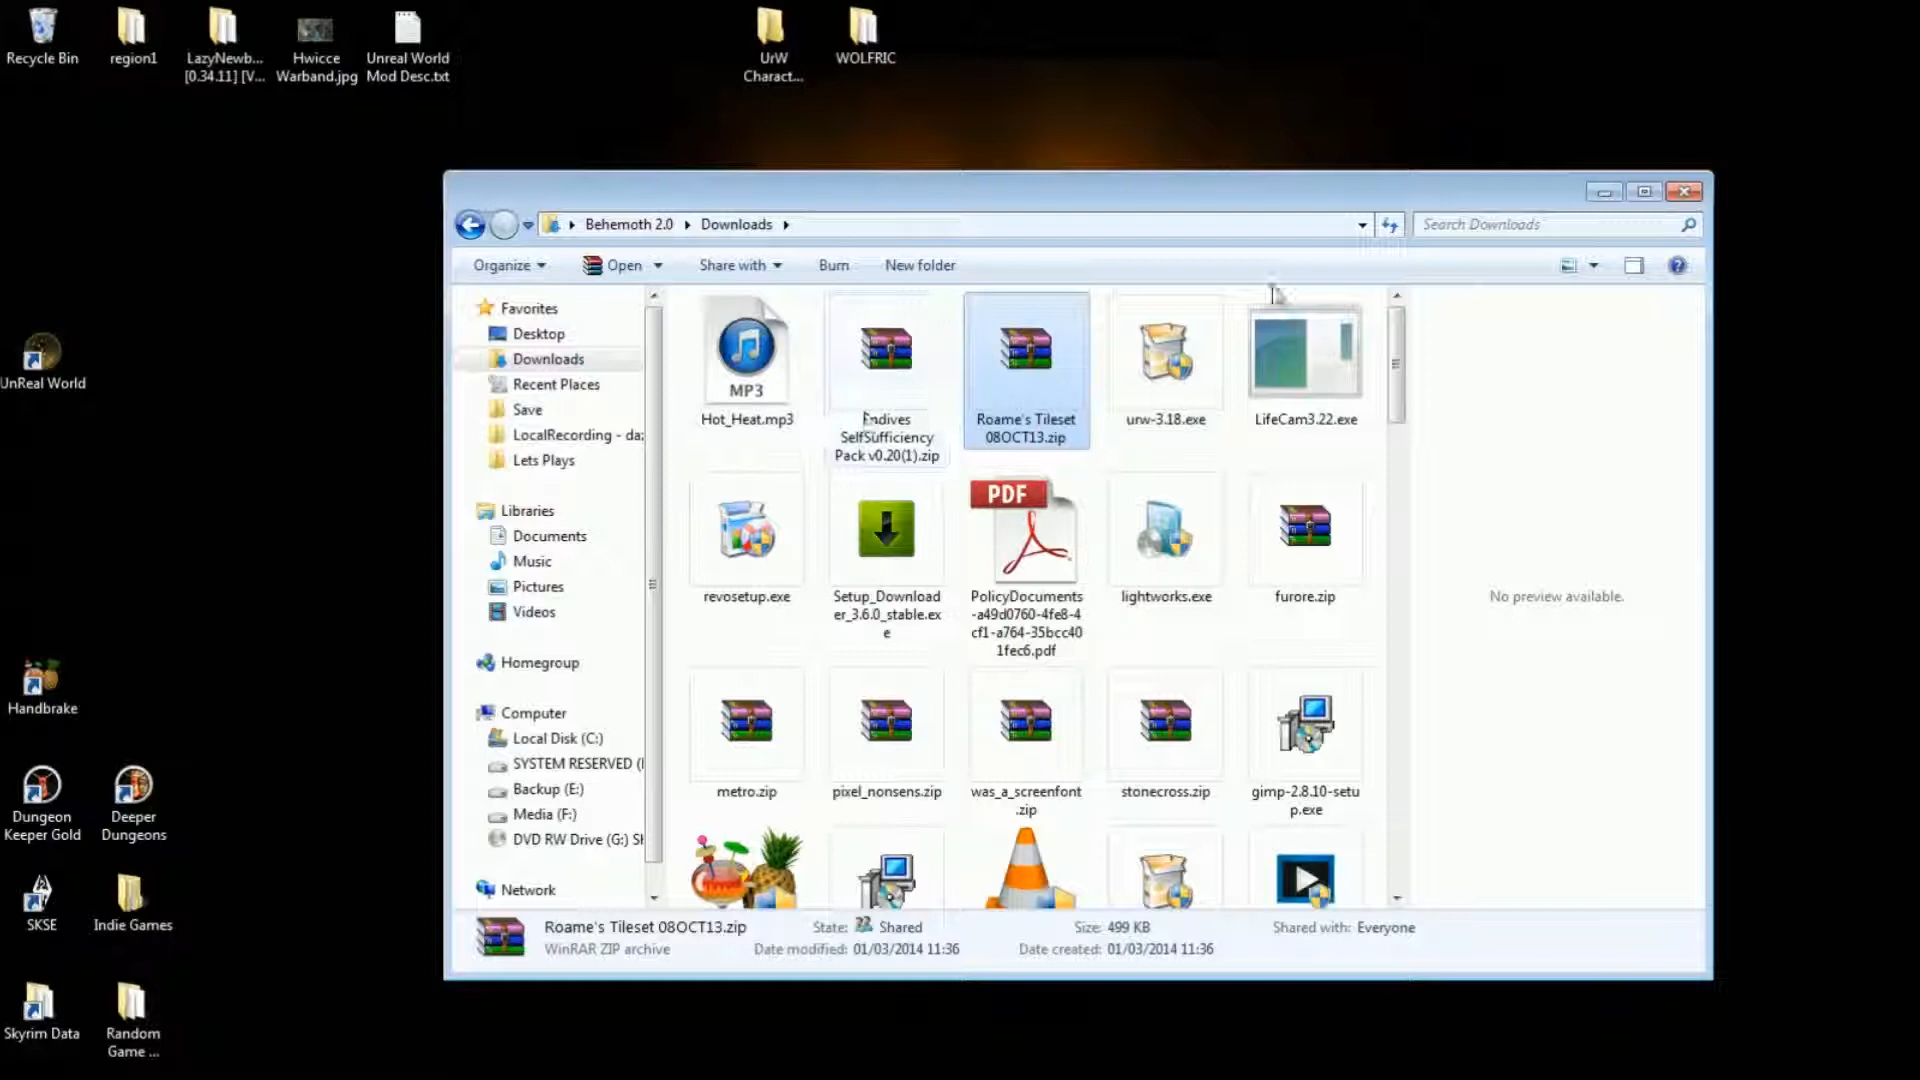 Recycle Bin
region1
LazyNewb...
[0.34.11] [V...
Hwicce
Warband.jpg
Unreal World
Mod Desc.txt
UrW
Charact...
WOLFRIC
UnReal World
Handbrake
Dungeon
Keeper Gold
Deeper
Dungeons
SKSE
Indie Games
Skyrim Data
Random
Game ...
Behemoth 2.0
Downloads
Search Downloads
Organize
Open
Share with
Burn
New folder
Favorites
Desktop
Downloads
Recent Places
Save
LocalRecording - da
Lets Plays
Libraries
Documents
Music
Pictures
Videos
Homegroup
Computer
Local Disk (C:)
SYSTEM RESERVED (
Backup (E:)
Media (F:)
DVD RW Drive (G:) S
Network
MP3
Hot_Heat.mp3
Endives
SelfSufficiency
Pack v0.20(1).zip
Roame's Tileset
08OCT13.zip
urw-3.18.exe
LifeCam3.22.exe
revosetup.exe
Setup_Download
er_3.6.0_stable.ex
e
PDF
PolicyDocuments
-a49d0760-4fe8-4
cf1-a764-35bcc40
1fec6.pdf
lightworks.exe
furore.zip
metro.zip
pixel_nonsens.zip
was_a_screenfont
.zip
stonecross.zip
gimp-2.8.10-setu
p.exe
No preview available.
Roame's Tileset 08OCT13.zip
WinRAR ZIP archive
State: Shared
Date modified: 01/03/2014 11:36
Size: 499 KB
Date created: 01/03/2014 11:36
Shared with: Everyone